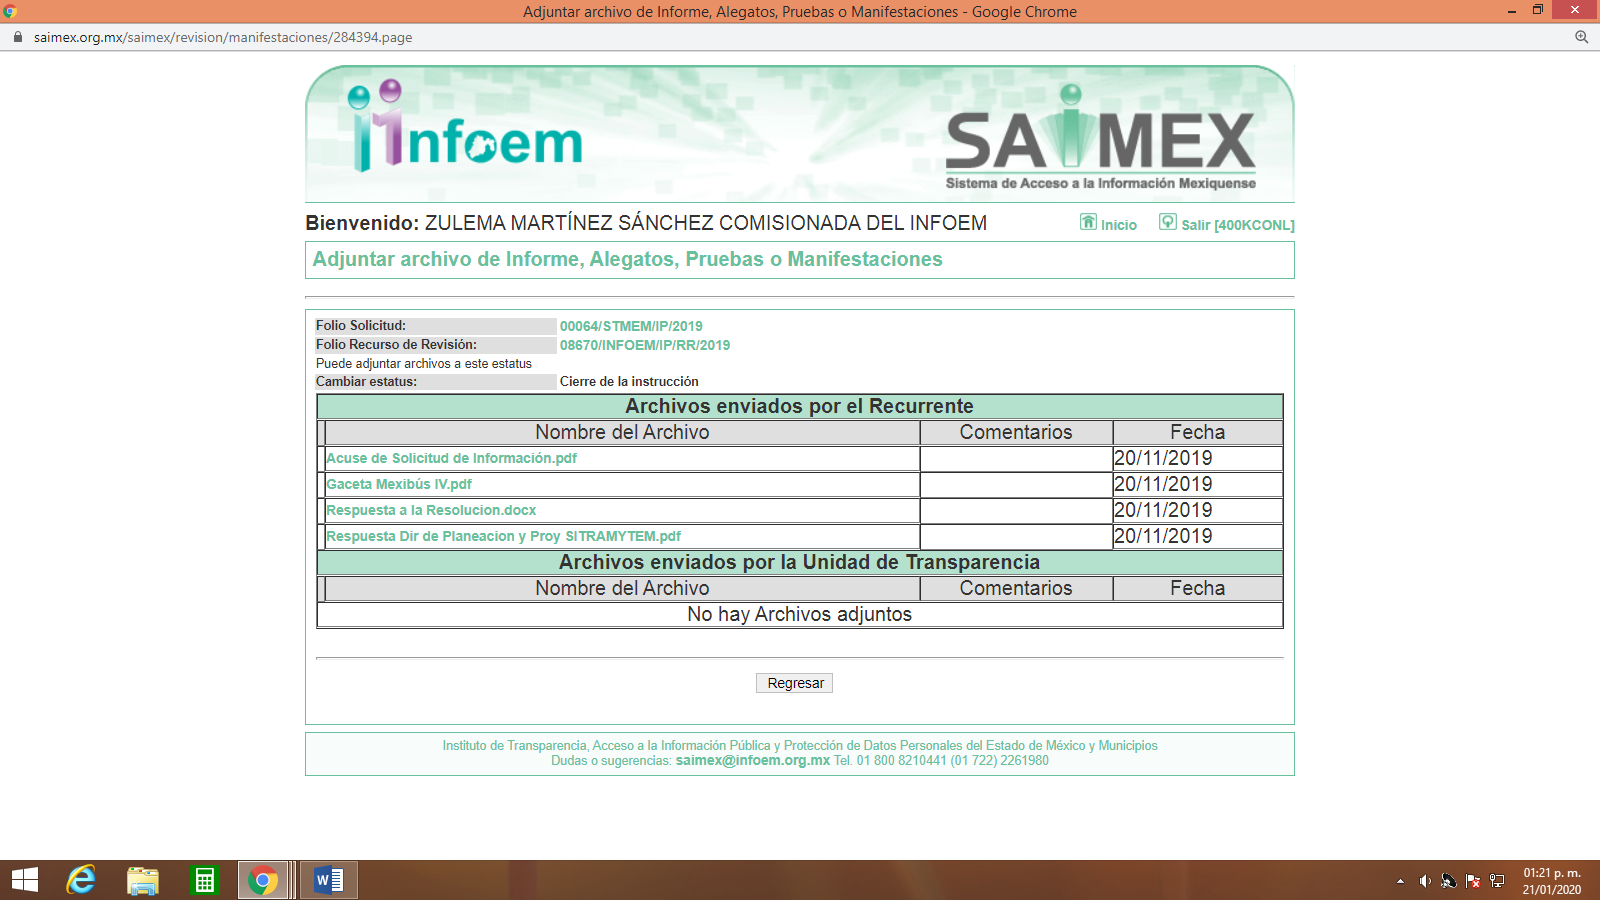 Adjuntar archivo de Informe, Alegatos, Pruebas o Manifestaciones - Google Chrome
saimex.org.mx/saimex/revision/manifestaciones/284394.page
infoem
SAIMEX
Sistema de Acceso a la Información Mexiquense
Bienvenido: ZULEMA MARTÍNEZ SÁNCHEZ COMISIONADA DEL INFOEM
Inicio Salir [400KCONL]
Adjuntar archivo de Informe, Alegatos, Pruebas o Manifestaciones
Folio Solicitud: 00064/STMEM/IP/2019
Folio Recurso de Revisión: 08670/INFOEM/IP/RR/2019
Puede adjuntar archivos a este estatus
Cambiar estatus: Cierre de la instrucción
Archivos enviados por el Recurrente
Nombre del Archivo Comentarios Fecha
Acuse de Solicitud de Información.pdf 20/11/2019
Gaceta Mexibús IV.pdf 20/11/2019
Respuesta a la Resolucion.docx 20/11/2019
Respuesta Dir de Planeacion y Proy SITRAMYTEM.pdf 20/11/2019
Archivos enviados por la Unidad de Transparencia
Nombre del Archivo Comentarios Fecha
No hay Archivos adjuntos
Regresar
Instituto de Transparencia, Acceso a la Información Pública y Protección de Datos Personales del Estado de México y Municipios
Dudas o sugerencias: saimex@infoem.org.mx Tel. 01 800 8210441 (01 722) 2261980
01:21 p. m.
21/01/2020